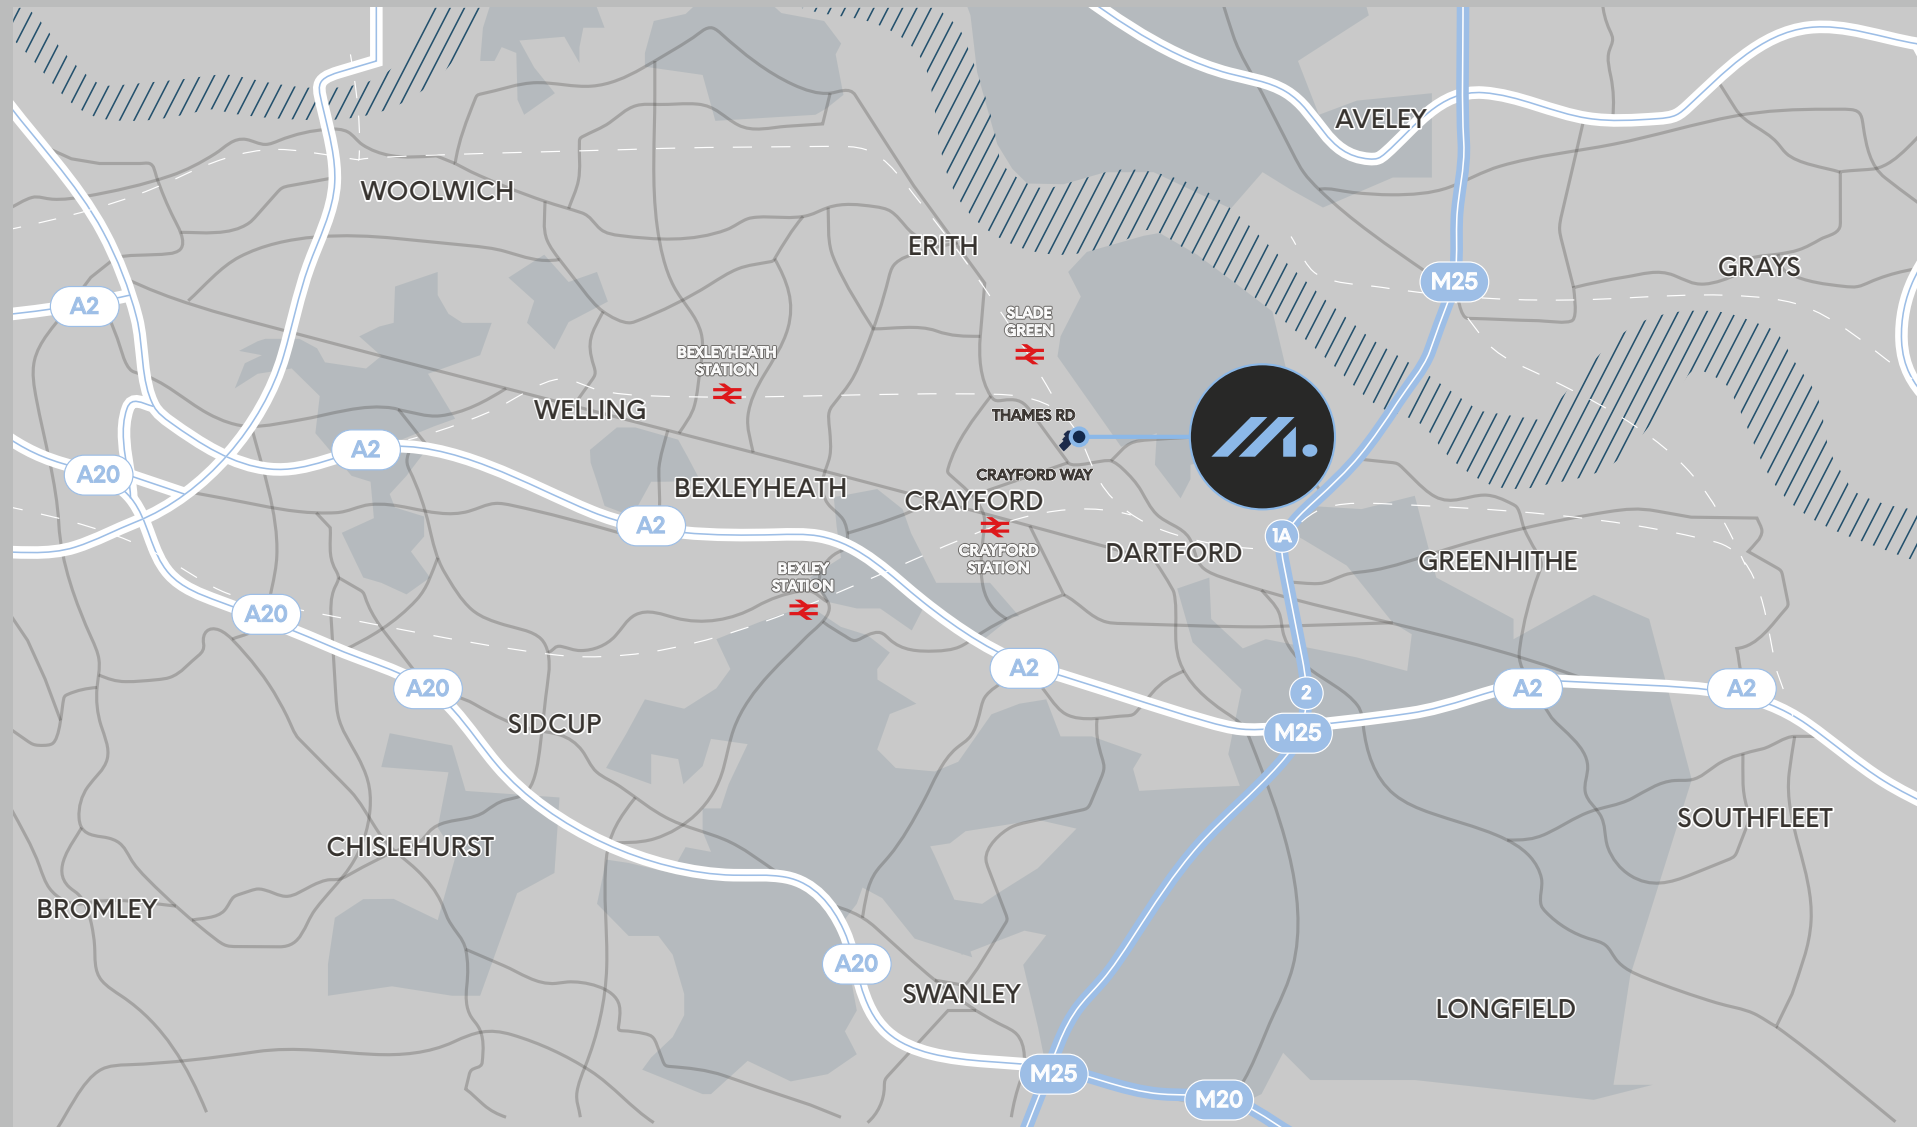 AVELEY
WOOLWICH
ERITH
GRAYS
M25
A2
SLADE
GREEN
BEXLEYHEATH
STATION
WELLING
THAMES RD
A2
A20
CRAYFORD WAY
BEXLEYHEATH
CRAYFORD
A2
1A
CRAYFORD
STATION
DARTFORD
GREENHITHE
BEXLEY
STATION
A20
A2
A20
2
A2
A2
SIDCUP
M25
SOUTHFLEET
CHISLEHURST
BROMLEY
A20
SWANLEY
LONGFIELD
M25
M20